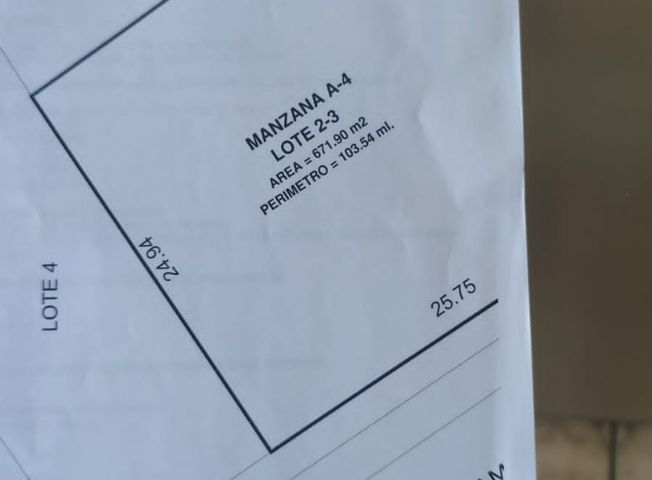 MANZANA A-4
LOTE 2-3
AREA = 671.90 m2
PERIMETRO = 103.54 ml.
24.94
LOTE 4
25.75